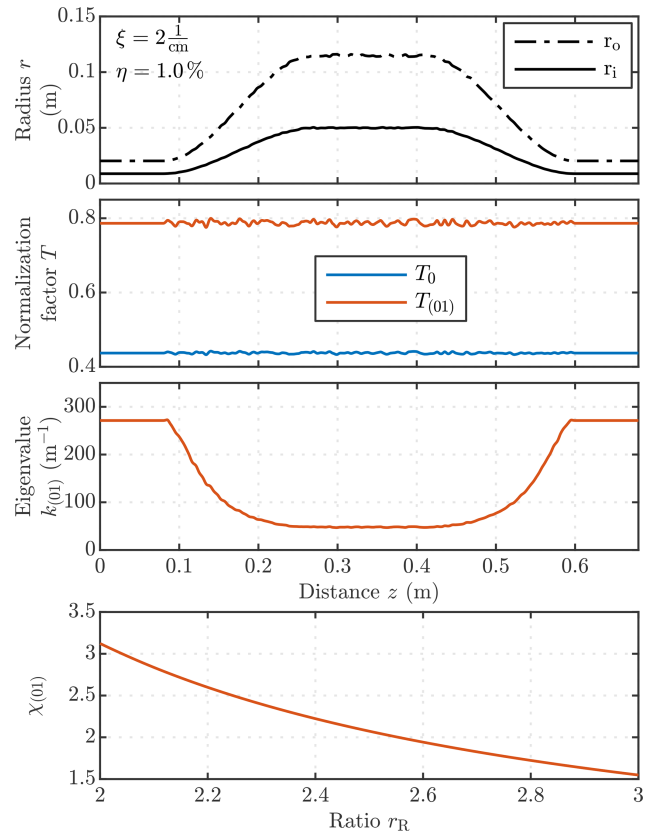 0.15
0.1
0.05
0
Radius r
(m)
ξ = 2 1/cm
η = 1.0 %
r_o
r_i
0.8
0.6
0.4
Normalization
factor T
T_0
T_(01)
300
200
100
0
Eigenvalue
k_(01) (m⁻¹)
0 0.1 0.2 0.3 0.4 0.5 0.6
Distance z (m)
3.5
3
2.5
2
1.5
χ_(01)
2 2.2 2.4 2.6 2.8 3
Ratio r_R